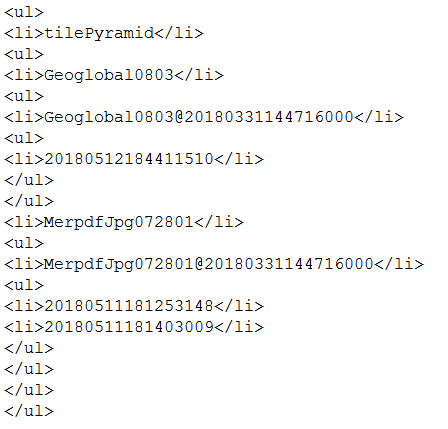 <ul>
<li>tilePyramid</li>
<ul>
<li>Geoglobal0803</li>
<ul>
<li>Geoglobal0803@20180331144716000</li>
<ul>
<li>20180512184411510</li>
</ul>
</ul>
<li>MerpdfJpg072801</li>
<ul>
<li>MerpdfJpg072801@20180331144716000</li>
<ul>
<li>20180511181253148</li>
<li>20180511181403009</li>
</ul>
</ul>
</ul>
</ul>